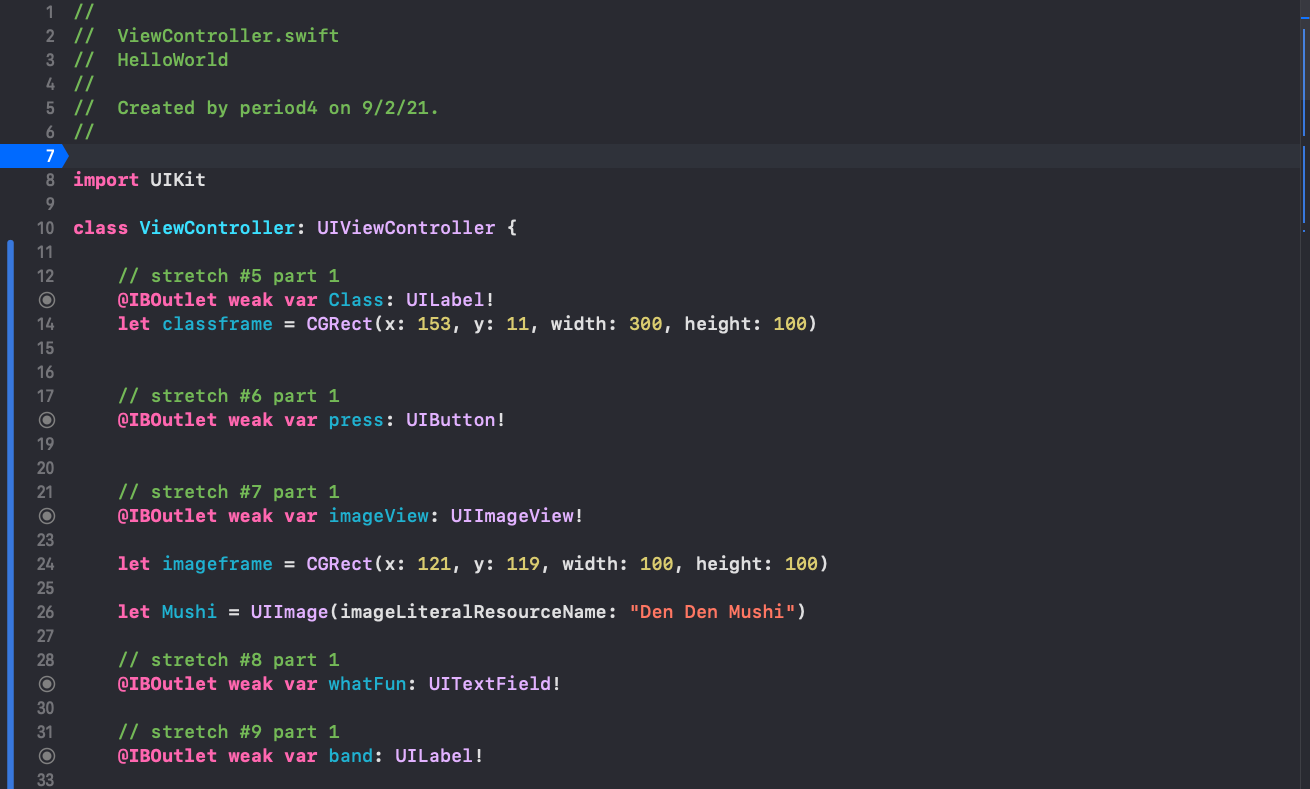 1 //
2 //  ViewController.swift
3 //  HelloWorld
4 //
5 //  Created by period4 on 9/2/21.
6 //
7
8 import UIKit
9
10 class ViewController: UIViewController {
11
12     // stretch #5 part 1
    @IBOutlet weak var Class: UILabel!
14     let classframe = CGRect(x: 153, y: 11, width: 300, height: 100)
15
16
17     // stretch #6 part 1
    @IBOutlet weak var press: UIButton!
19
20
21     // stretch #7 part 1
    @IBOutlet weak var imageView: UIImageView!
23
24     let imageframe = CGRect(x: 121, y: 119, width: 100, height: 100)
25
26     let Mushi = UIImage(imageLiteralResourceName: "Den Den Mushi")
27
28     // stretch #8 part 1
    @IBOutlet weak var whatFun: UITextField!
30
31     // stretch #9 part 1
    @IBOutlet weak var band: UILabel!
33